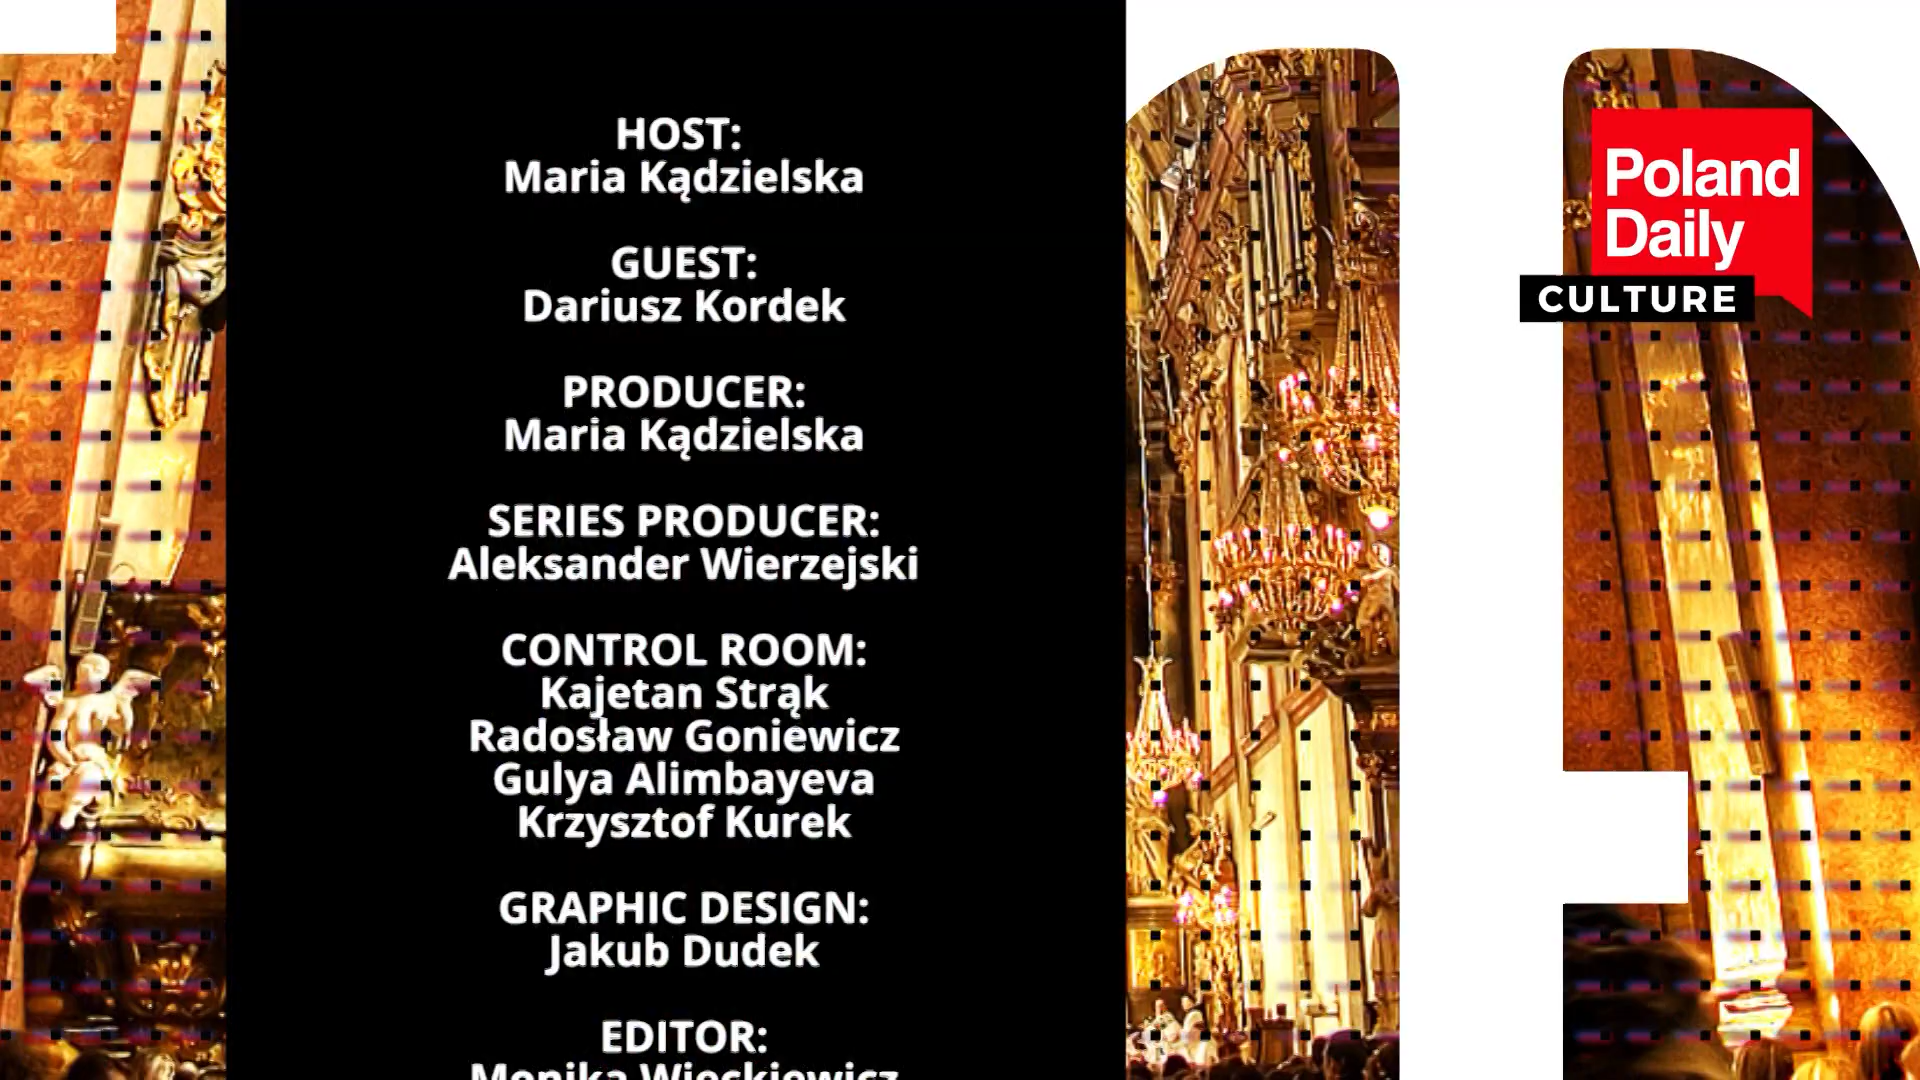 HOST:
Maria Kądzielska
GUEST:
Dariusz Kordek
PRODUCER:
Maria Kądzielska
SERIES PRODUCER:
Aleksander Wierzejski
CONTROL ROOM:
Kajetan Strąk
Radosław Goniewicz
Gulya Alimbayeva
Krzysztof Kurek
GRAPHIC DESIGN:
Jakub Dudek
EDITOR:
Monika
Poland
Daily
CULTURE